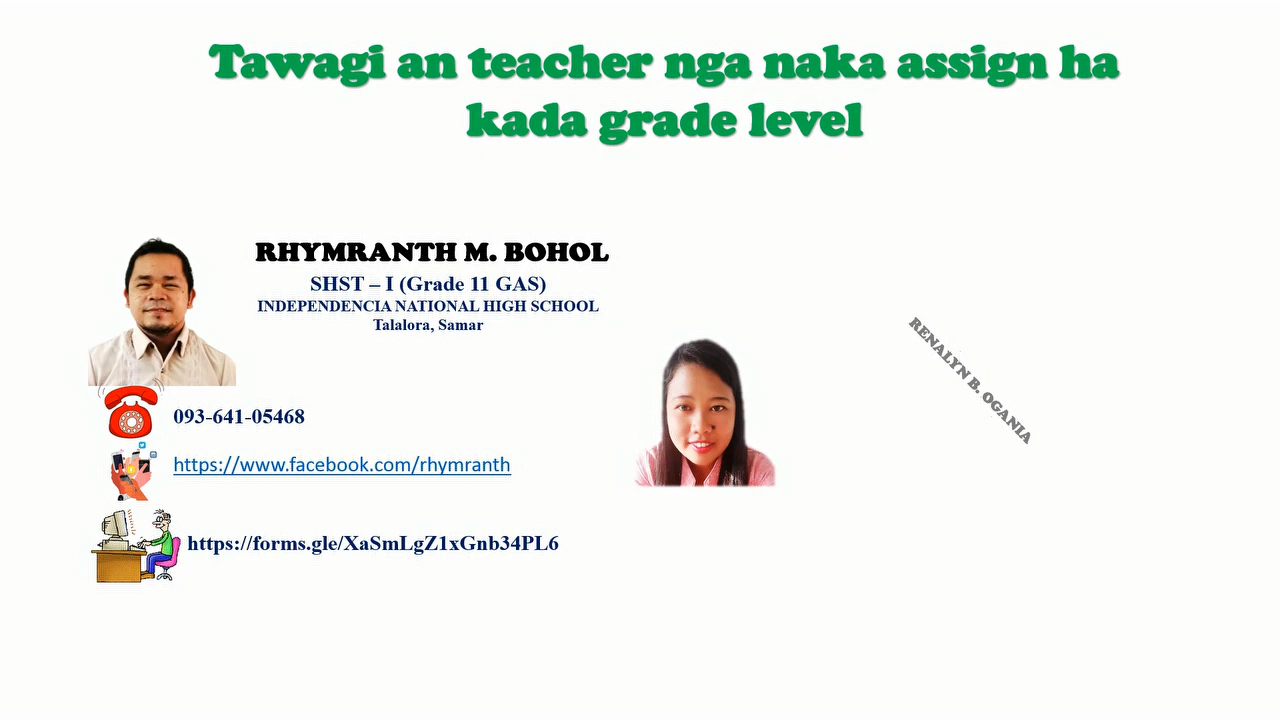 Tawagi an teacher nga naka assign ha
kada grade level
RHYMRANTH M. BOHOL
SHST – I (Grade 11 GAS)
INDEPENDENCIA NATIONAL HIGH SCHOOL
Talalora, Samar
093-641-05468
https://www.facebook.com/rhymranth
https://forms.gle/XaSmLgZ1xGnb34PL6
RENALYN B. OGANIA